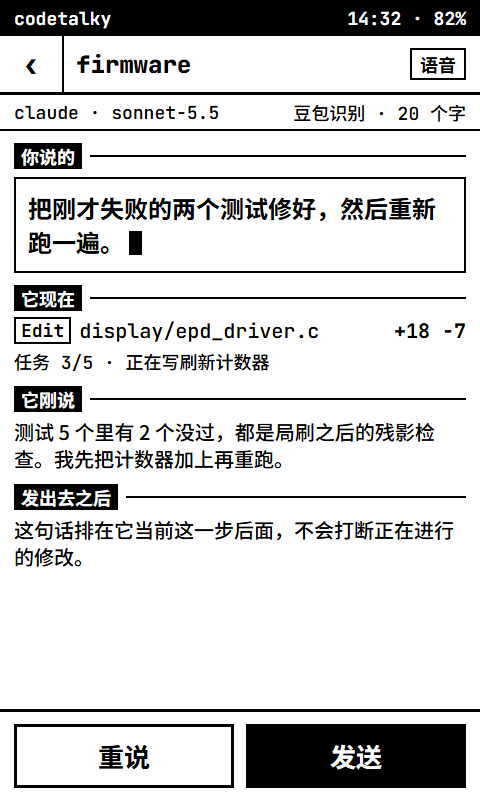 codetalky 14:32 · 82%
‹ firmware 语音
claude · sonnet-5.5 豆包识别 · 20 个字
你说的
把刚才失败的两个测试修好，然后重新
跑一遍。
它现在
Edit display/epd_driver.c +18 -7
任务 3/5 · 正在写刷新计数器
它刚说
测试 5 个里有 2 个没过，都是局刷之后的残影检
查。我先把计数器加上再重跑。
发出去之后
这句话排在它当前这一步后面，不会打断正在进行
的修改。
重说 发送